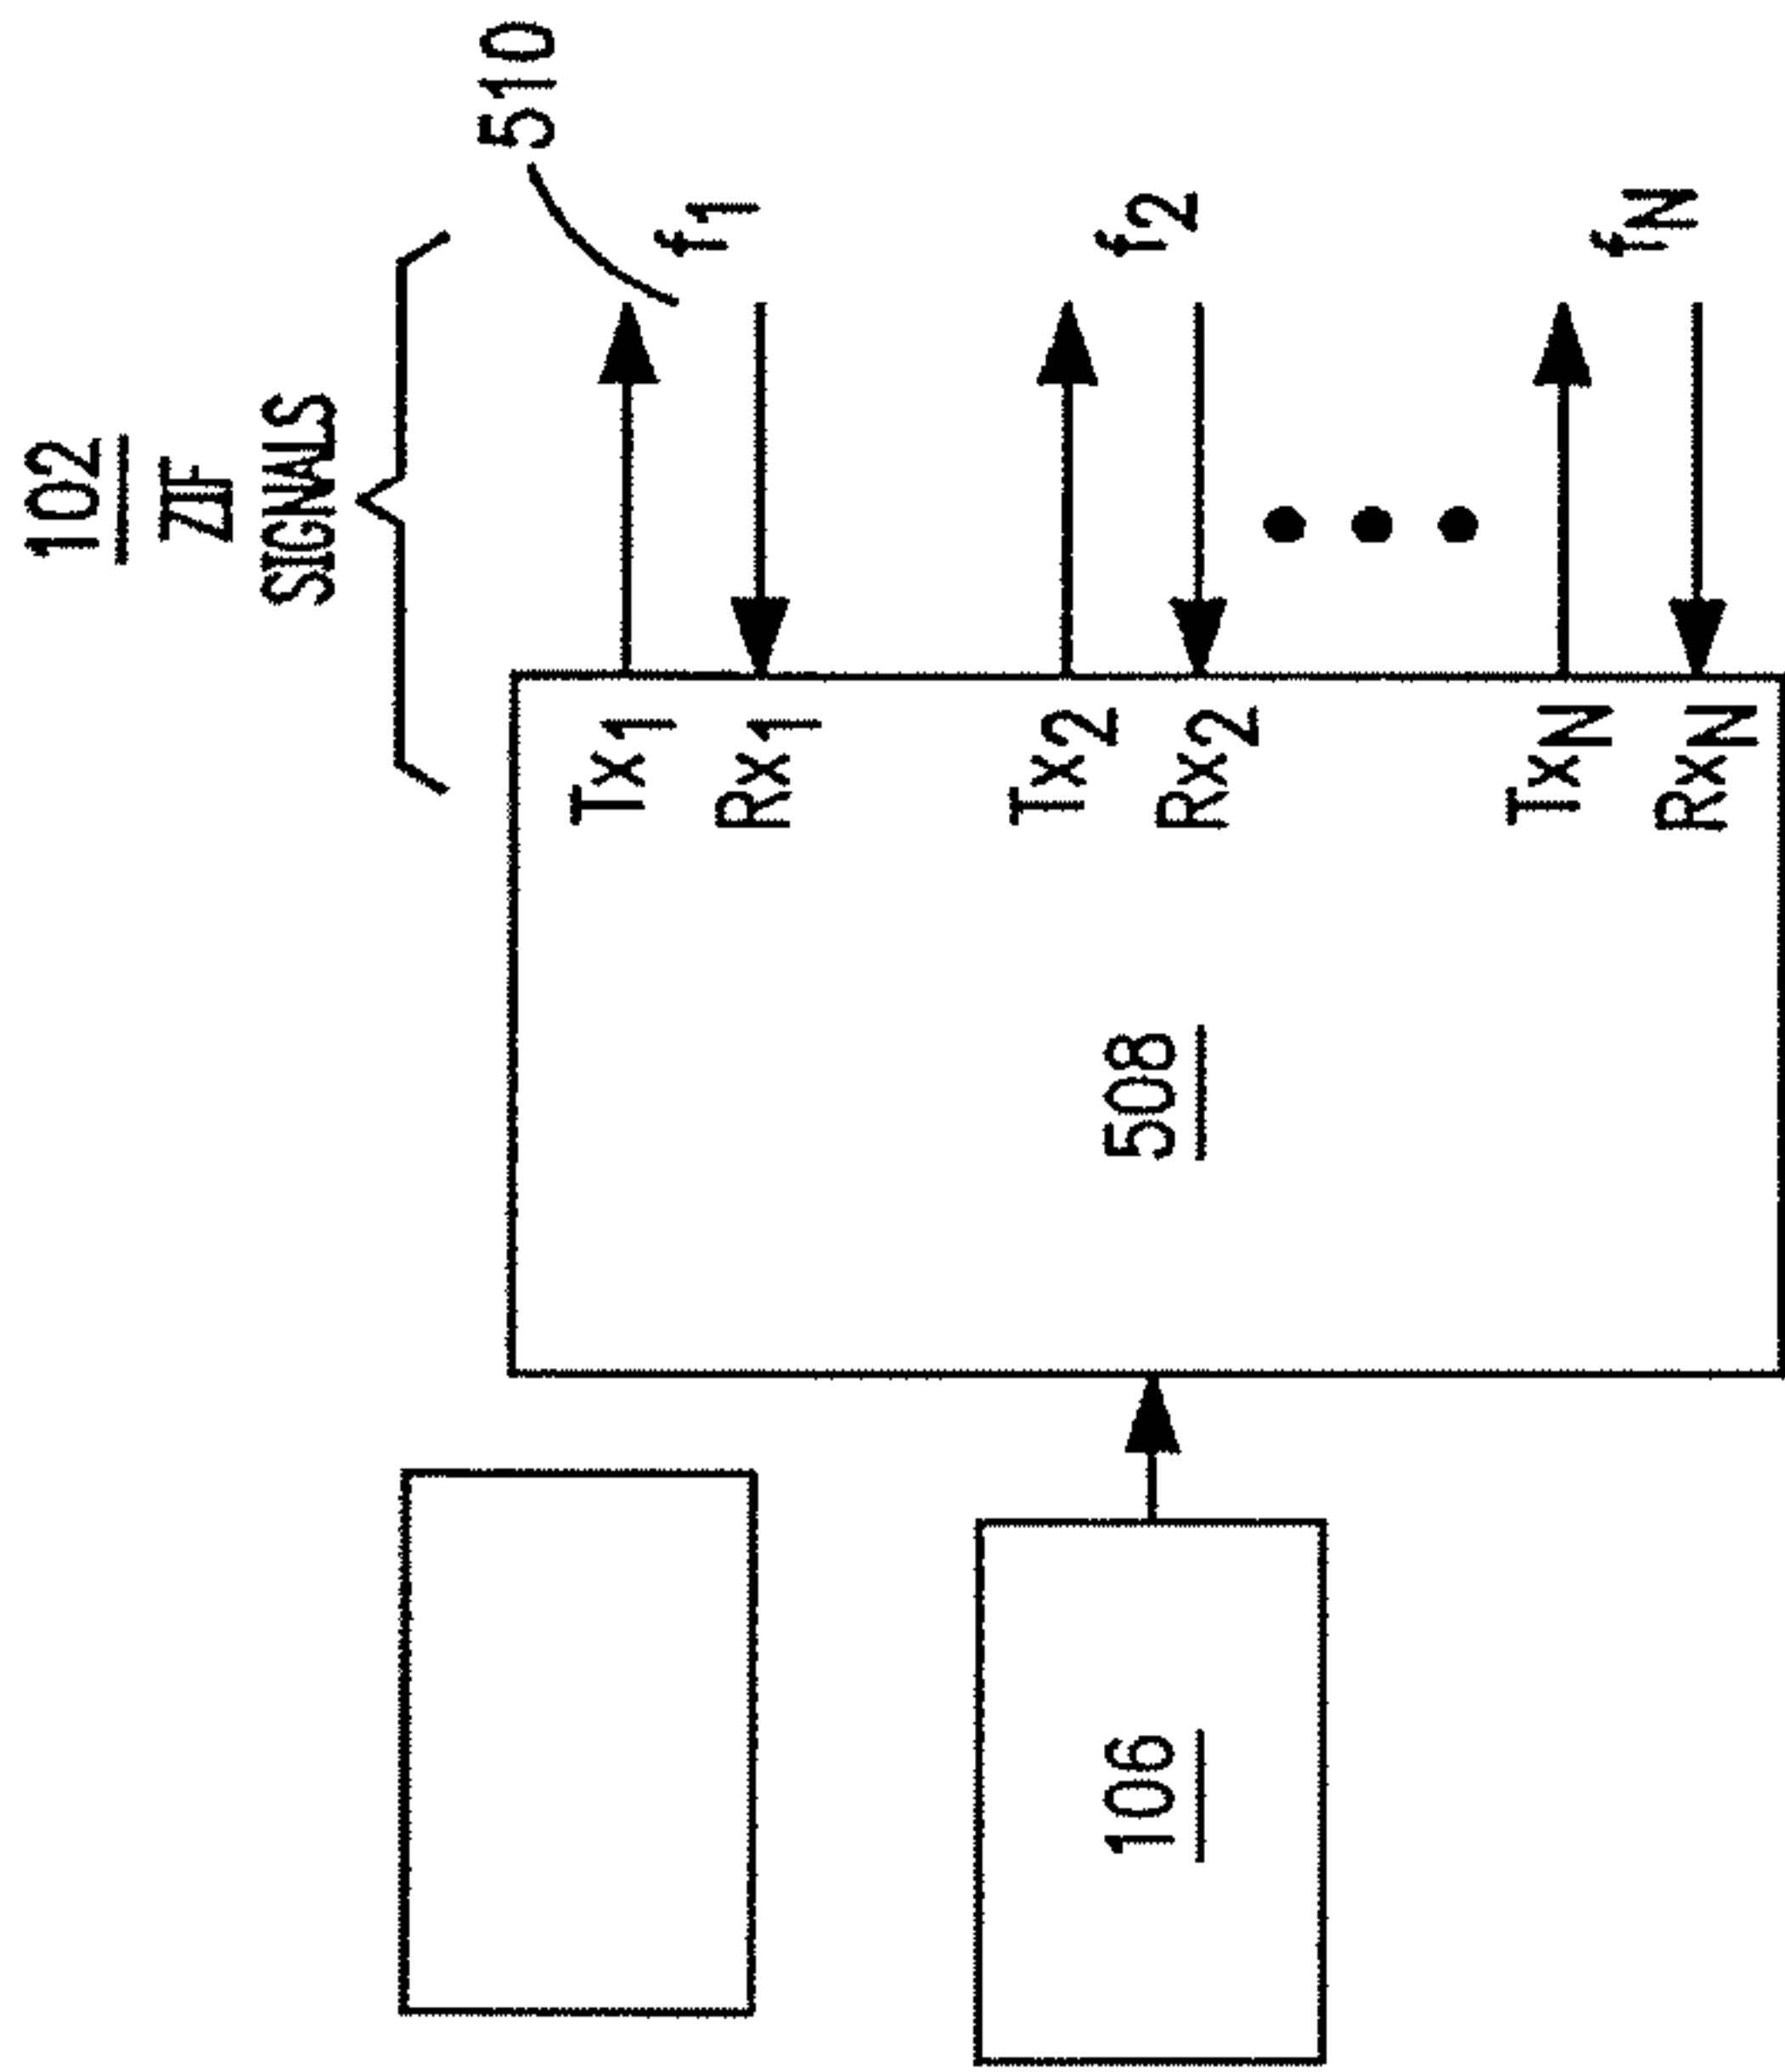 102
ZIF
SIGNALS
510
Tx1
f1
Rx1
Tx2
f2
106
508
Rx2
TxN
fN
RxN